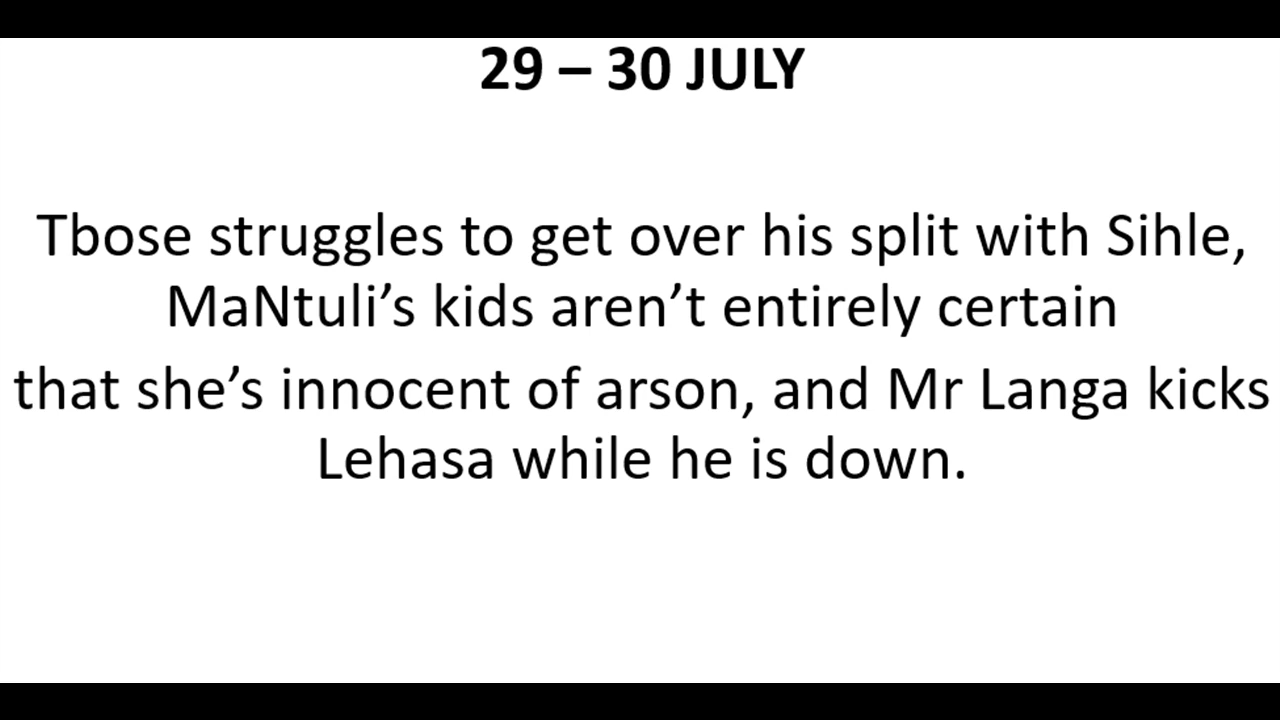 29 – 30 JULY
Tbose struggles to get over his split with Sihle,
MaNtuli’s kids aren’t entirely certain
that she’s innocent of arson, and Mr Langa kicks
Lehasa while he is down.